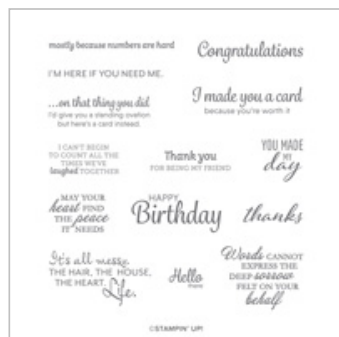 mostly because numbers are hard
Congratulations
I'M HERE IF YOU NEED ME.
...on that thing you did
I'd give you a standing ovation
but here's a card instead.
I made you a card
because you're worth it
I CAN'T BEGIN
TO COUNT ALL THE
TIMES WE'VE
laughed TOGETHER
Thank you
FOR BEING MY FRIEND
YOU MADE
MY
day
MAY YOUR
heart FIND
THE peace
IT NEEDS
HAPPY
Birthday
thanks
It's all messy.
THE HAIR, THE HOUSE,
THE HEART.
Life.
Hello
there
Words CANNOT
EXPRESS THE
DEEP sorrow
FELT ON YOUR
behalf
©STAMPIN' UP!